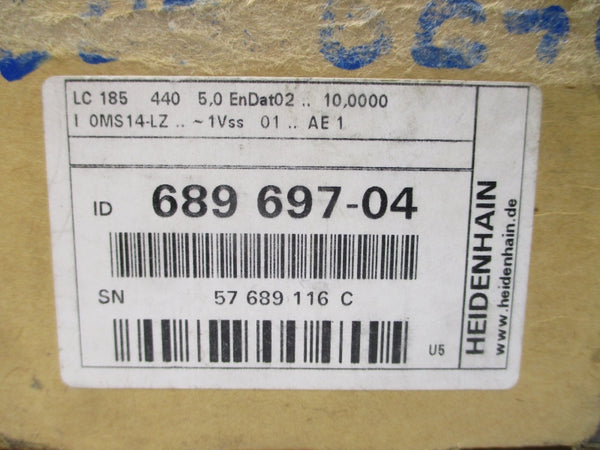 LC 185 440 5,0 EnDat02 .. 10,0000
I 0MS14-LZ .. ~1Vss 01 .. AE 1
ID 689 697-04
SN 57 689 116 C
U5
HEIDENHAIN
www.heidenhain.de